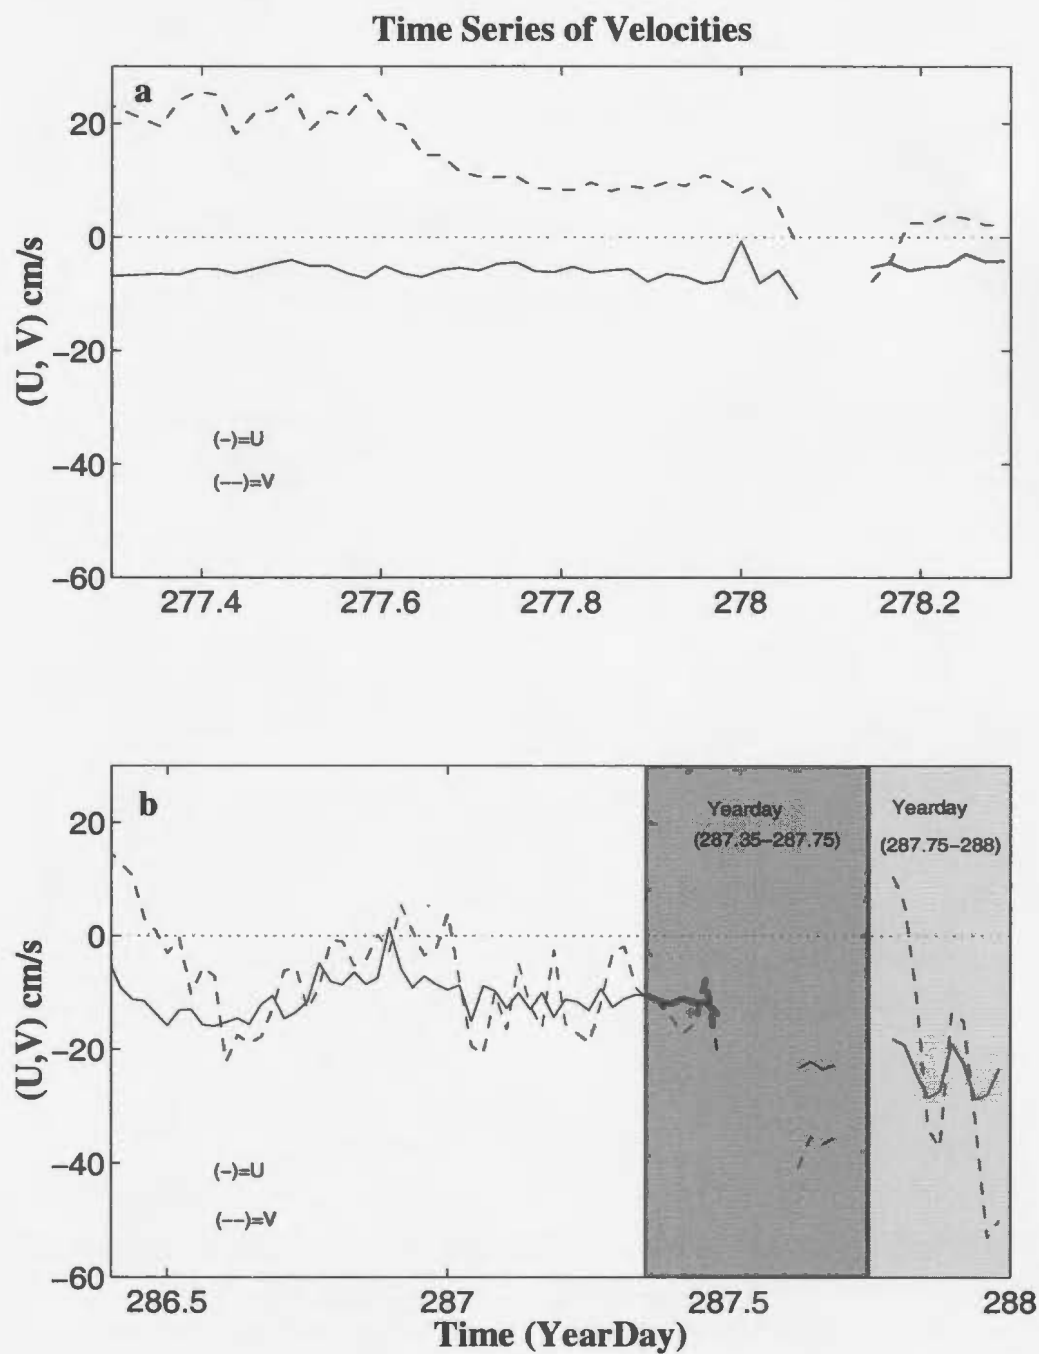 Time Series of Velocities
a
20
0
−20
−40
−60
(U, V) cm/s
(-)=U
(--)=V
277.4 277.6 277.8 278 278.2
b
Yearday
(287.35-287.75)
Yearday
(287.75-288)
20
0
−20
−40
−60
(U,V) cm/s
(-)=U
(--)=V
286.5 287 287.5 288
Time (YearDay)